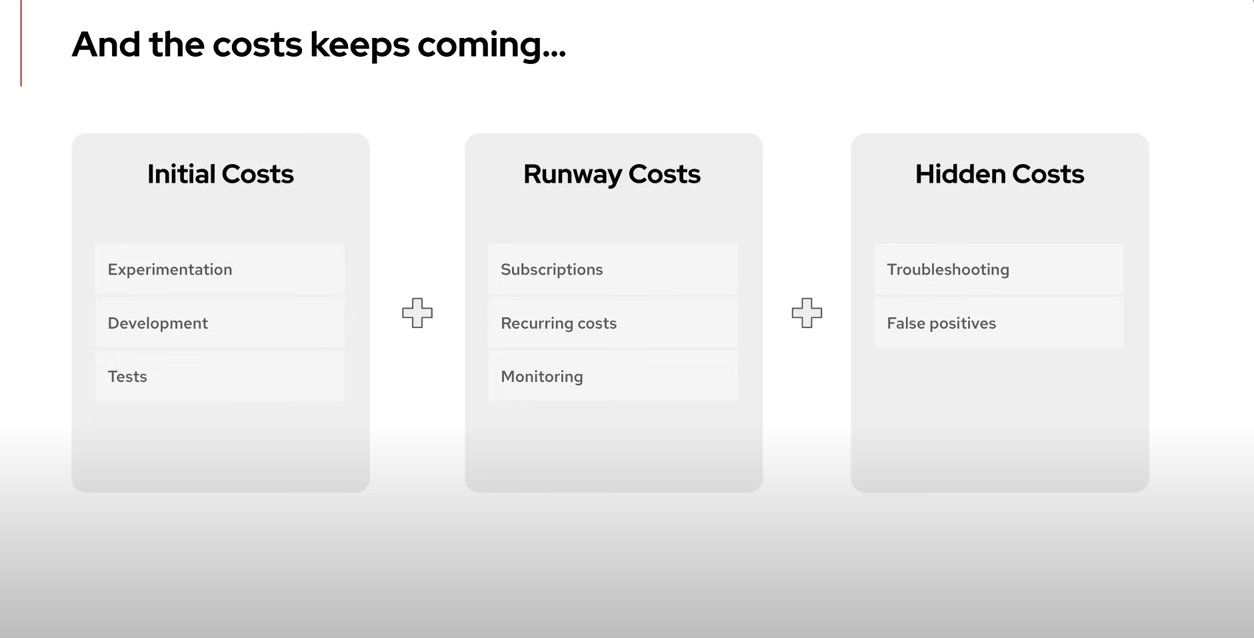 And the costs keeps coming...
Initial Costs
Experimentation
Development
Tests
Runway Costs
Subscriptions
Recurring costs
Monitoring
Hidden Costs
Troubleshooting
False positives